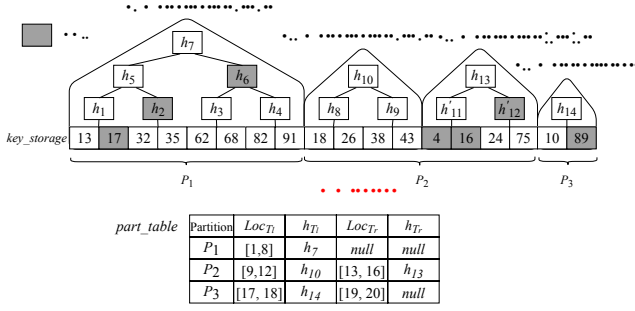 h7
h5 h6 h10 h13
h1 h2 h3 h4 h8 h9 h'11 h'12 h14
key_storage 13 17 32 35 62 68 82 91 18 26 38 43 4 16 24 75 10 89
P1 P2 P3
part_table Partition LocTl hTl LocTr hTr
P1 [1,8] h7 null null
P2 [9,12] h10 [13, 16] h13
P3 [17, 18] h14 [19, 20] null